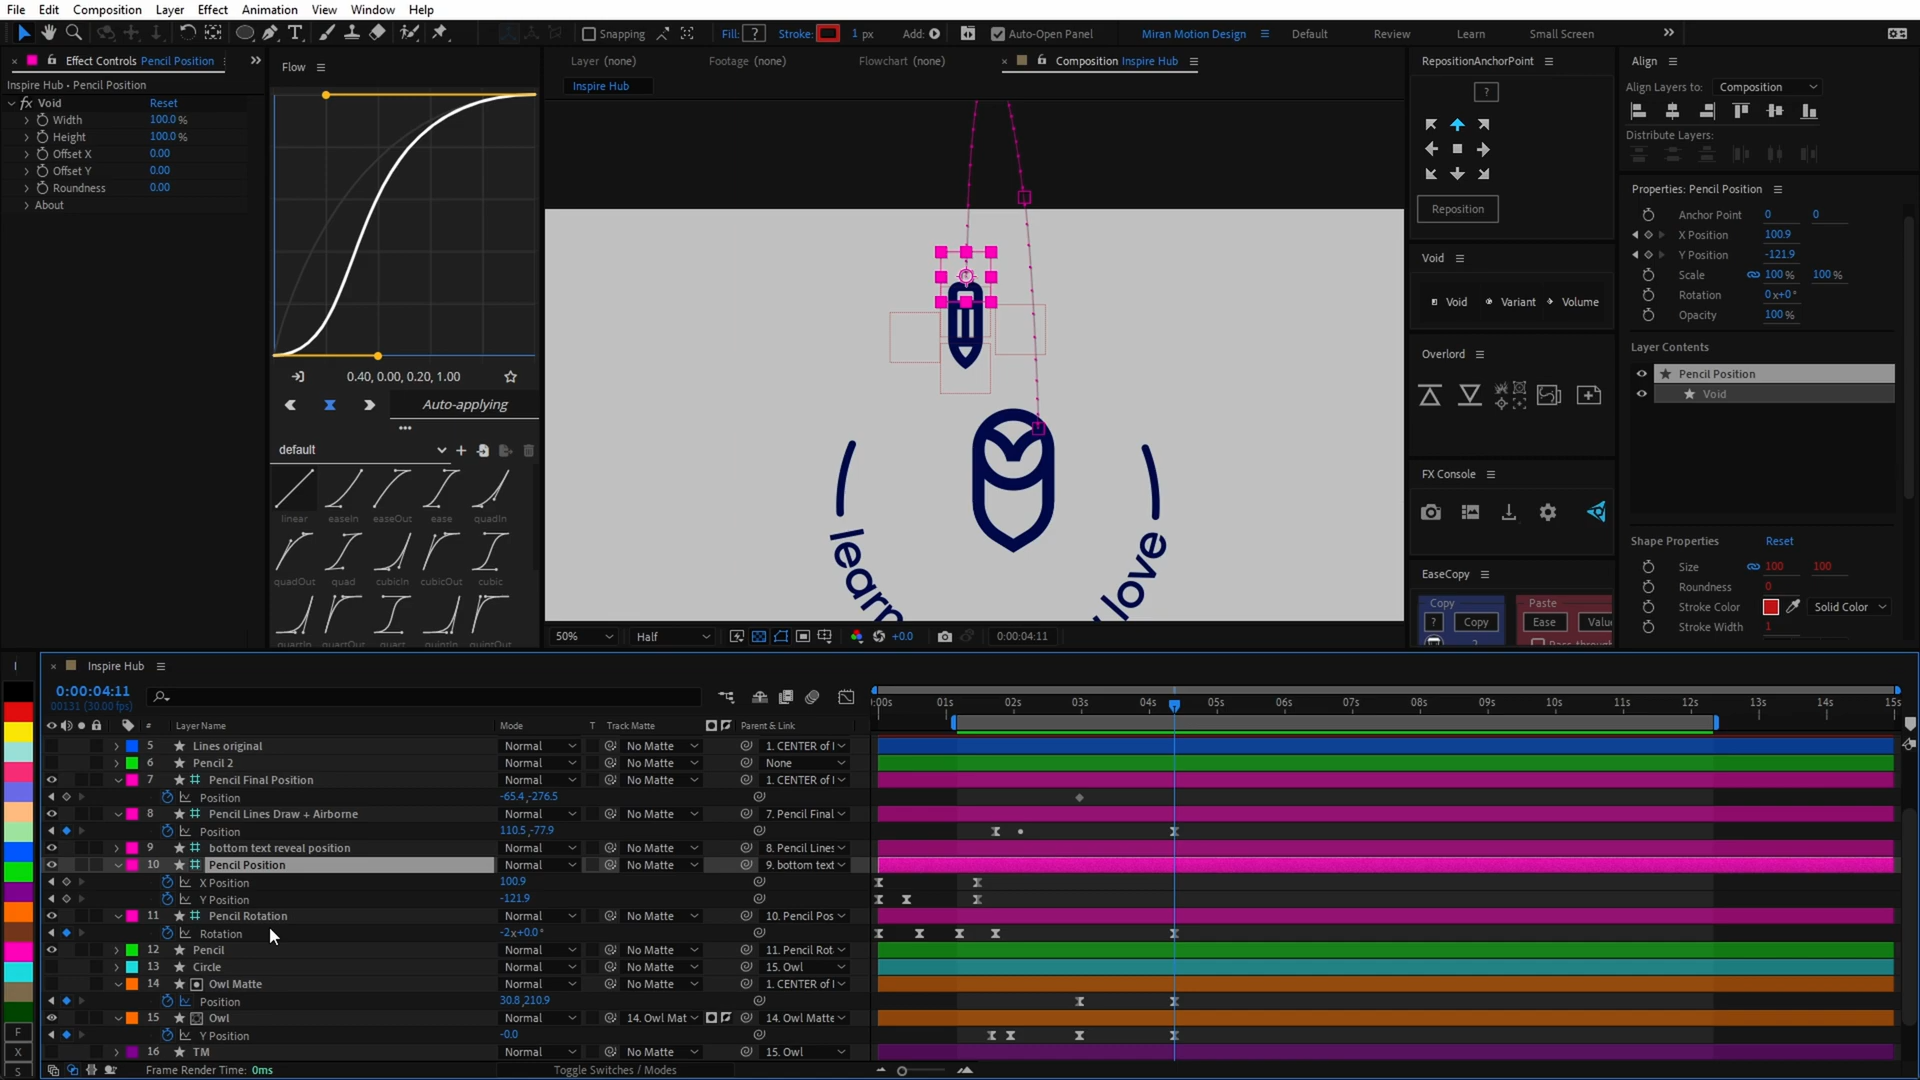 File Edit Composition Layer Effect Animation View Window Help
Snapping Fill: ? Stroke: 1 px Add: Auto-Open Panel Miran Motion Design Default Review Learn Small Screen
Effect Controls Pencil Position
Inspire Hub • Pencil Position
fx Void Reset
Width 100.0 %
Height 100.0 %
Offset X 0.00
Offset Y 0.00
Roundness 0.00
About
Flow
0.40, 0.00, 0.20, 1.00
Auto-applying
default
linear easeIn easeOut ease quadIn
quadOut quad cubicIn cubicOut cubic
quartIn quartOut quart quintIn quintOut
Layer (none) Footage (none) Flowchart (none) Composition Inspire Hub
Inspire Hub
learn
love
50% Half +0.0 0:00:04:11
RepositionAnchorPoint
?
Reposition
Void
Void Variant Volume
Overlord
FX Console
EaseCopy
Copy Paste
? Copy Ease Valu
Align
Align Layers to: Composition
Distribute Layers:
Properties: Pencil Position
Anchor Point 0 0
X Position 100.9
Y Position -121.9
Scale 100 % 100 %
Rotation 0x+0°
Opacity 100 %
Layer Contents
Pencil Position
Void
Shape Properties Reset
Size 100 100
Roundness 0
Stroke Color Solid Color
Stroke Width 1
Inspire Hub
0:00:04:11
00131 (30.00 fps)
:00s 01s 02s 03s 04s 05s 06s 07s 08s 09s 10s 11s 12s 13s 14s 15s
# Layer Name Mode T Track Matte Parent & Link
5 Lines original Normal No Matte 1. CENTER of l
6 Pencil 2 Normal No Matte None
7 Pencil Final Position Normal No Matte 1. CENTER of l
Position -65.4,-276.5
8 Pencil Lines Draw + Airborne Normal No Matte 7. Pencil Final
Position 110.5,-77.9
9 bottom text reveal position Normal No Matte 8. Pencil Lines
10 Pencil Position Normal No Matte 9. bottom text
X Position 100.9
Y Position -121.9
11 Pencil Rotation Normal No Matte 10. Pencil Pos
Rotation -2x+0.0°
12 Pencil Normal No Matte 11. Pencil Rot
13 Circle Normal No Matte 15. Owl
14 Owl Matte Normal No Matte 1. CENTER of l
Position 30.8,210.9
15 Owl Normal 14. Owl Mat 14. Owl Matte
Y Position -0.0
16 TM Normal No Matte 15. Owl
F
X
S
Frame Render Time: 0ms Toggle Switches / Modes